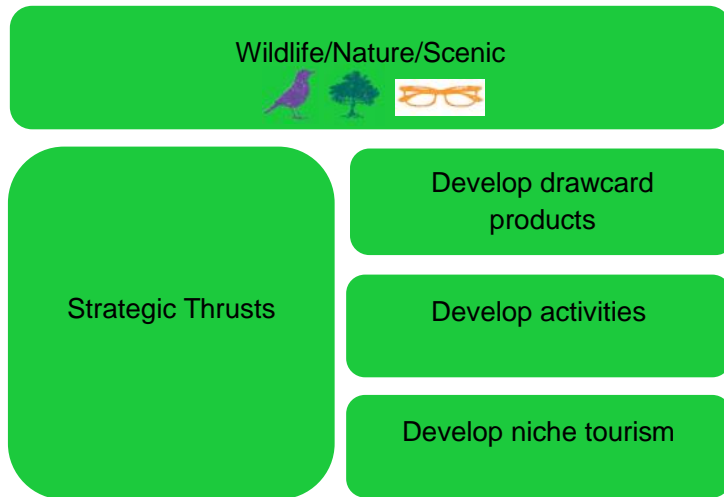 Wildlife/Nature/Scenic
Strategic Thrusts
Develop drawcard
products
Develop activities
Develop niche tourism